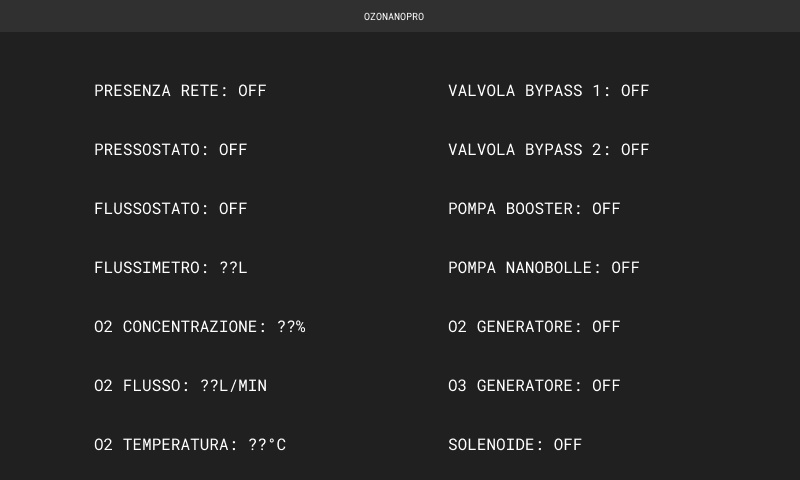 OZONANOPRO
PRESENZA RETE: OFF
PRESSOSTATO: OFF
FLUSSOSTATO: OFF
FLUSSIMETRO: ??L
O2 CONCENTRAZIONE: ??%
O2 FLUSSO: ??L/MIN
O2 TEMPERATURA: ??°C
VALVOLA BYPASS 1: OFF
VALVOLA BYPASS 2: OFF
POMPA BOOSTER: OFF
POMPA NANOBOLLE: OFF
O2 GENERATORE: OFF
O3 GENERATORE: OFF
SOLENOIDE: OFF